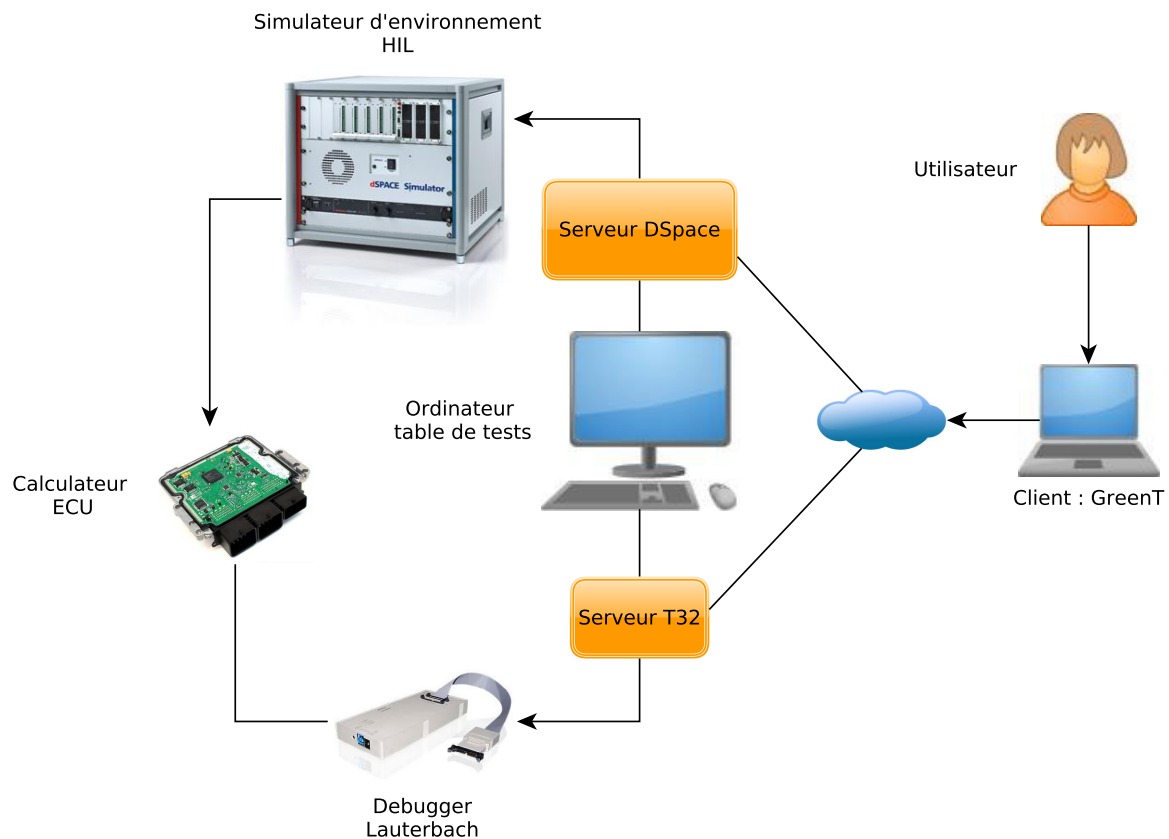 Simulateur d'environnement
HIL
dSPACE Simulator
Utilisateur
Serveur DSpace
Ordinateur
table de tests
Calculateur
ECU
Client : GreenT
Serveur T32
Debugger
Lauterbach